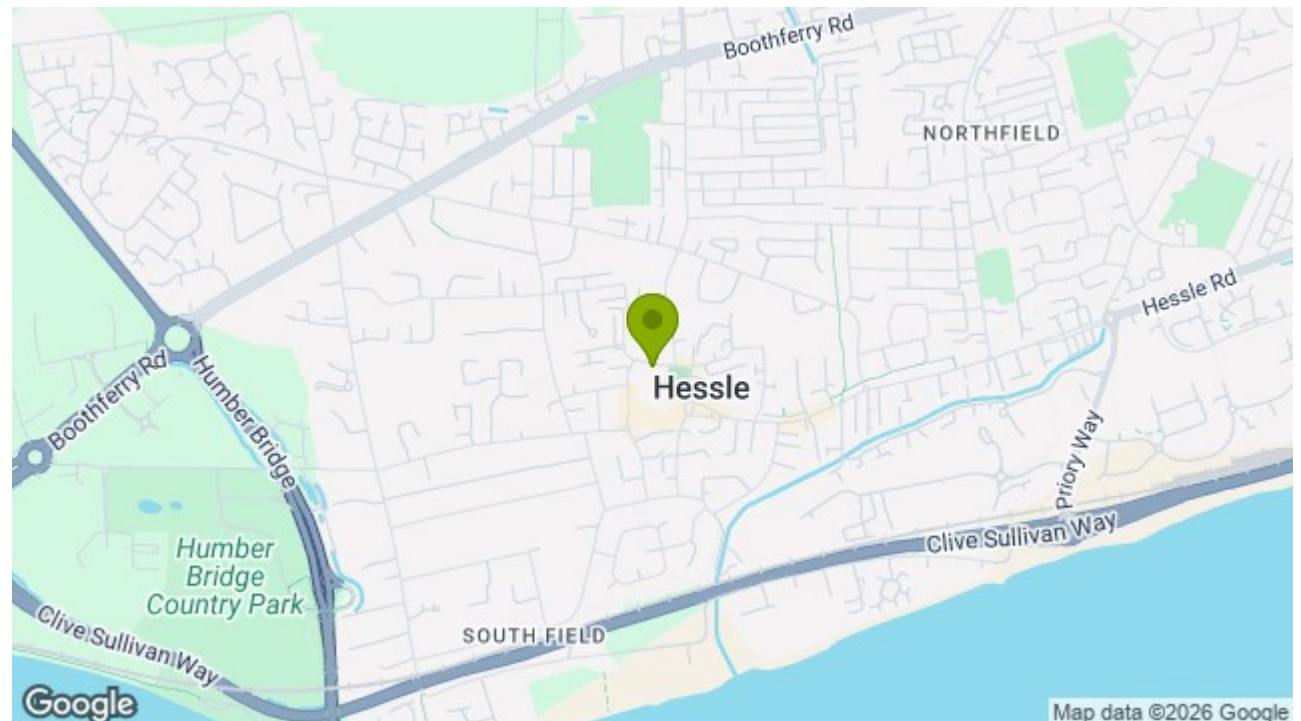 Boothferry Rd
NORTHFIELD
Hessle Rd
Hessle
Boothferry Rd
Humber Bridge
Priory Way
Clive Sullivan Way
Humber
Bridge
Country Park
Clive Sullivan Way
SOUTH FIELD
Google
Map data ©2026 Google